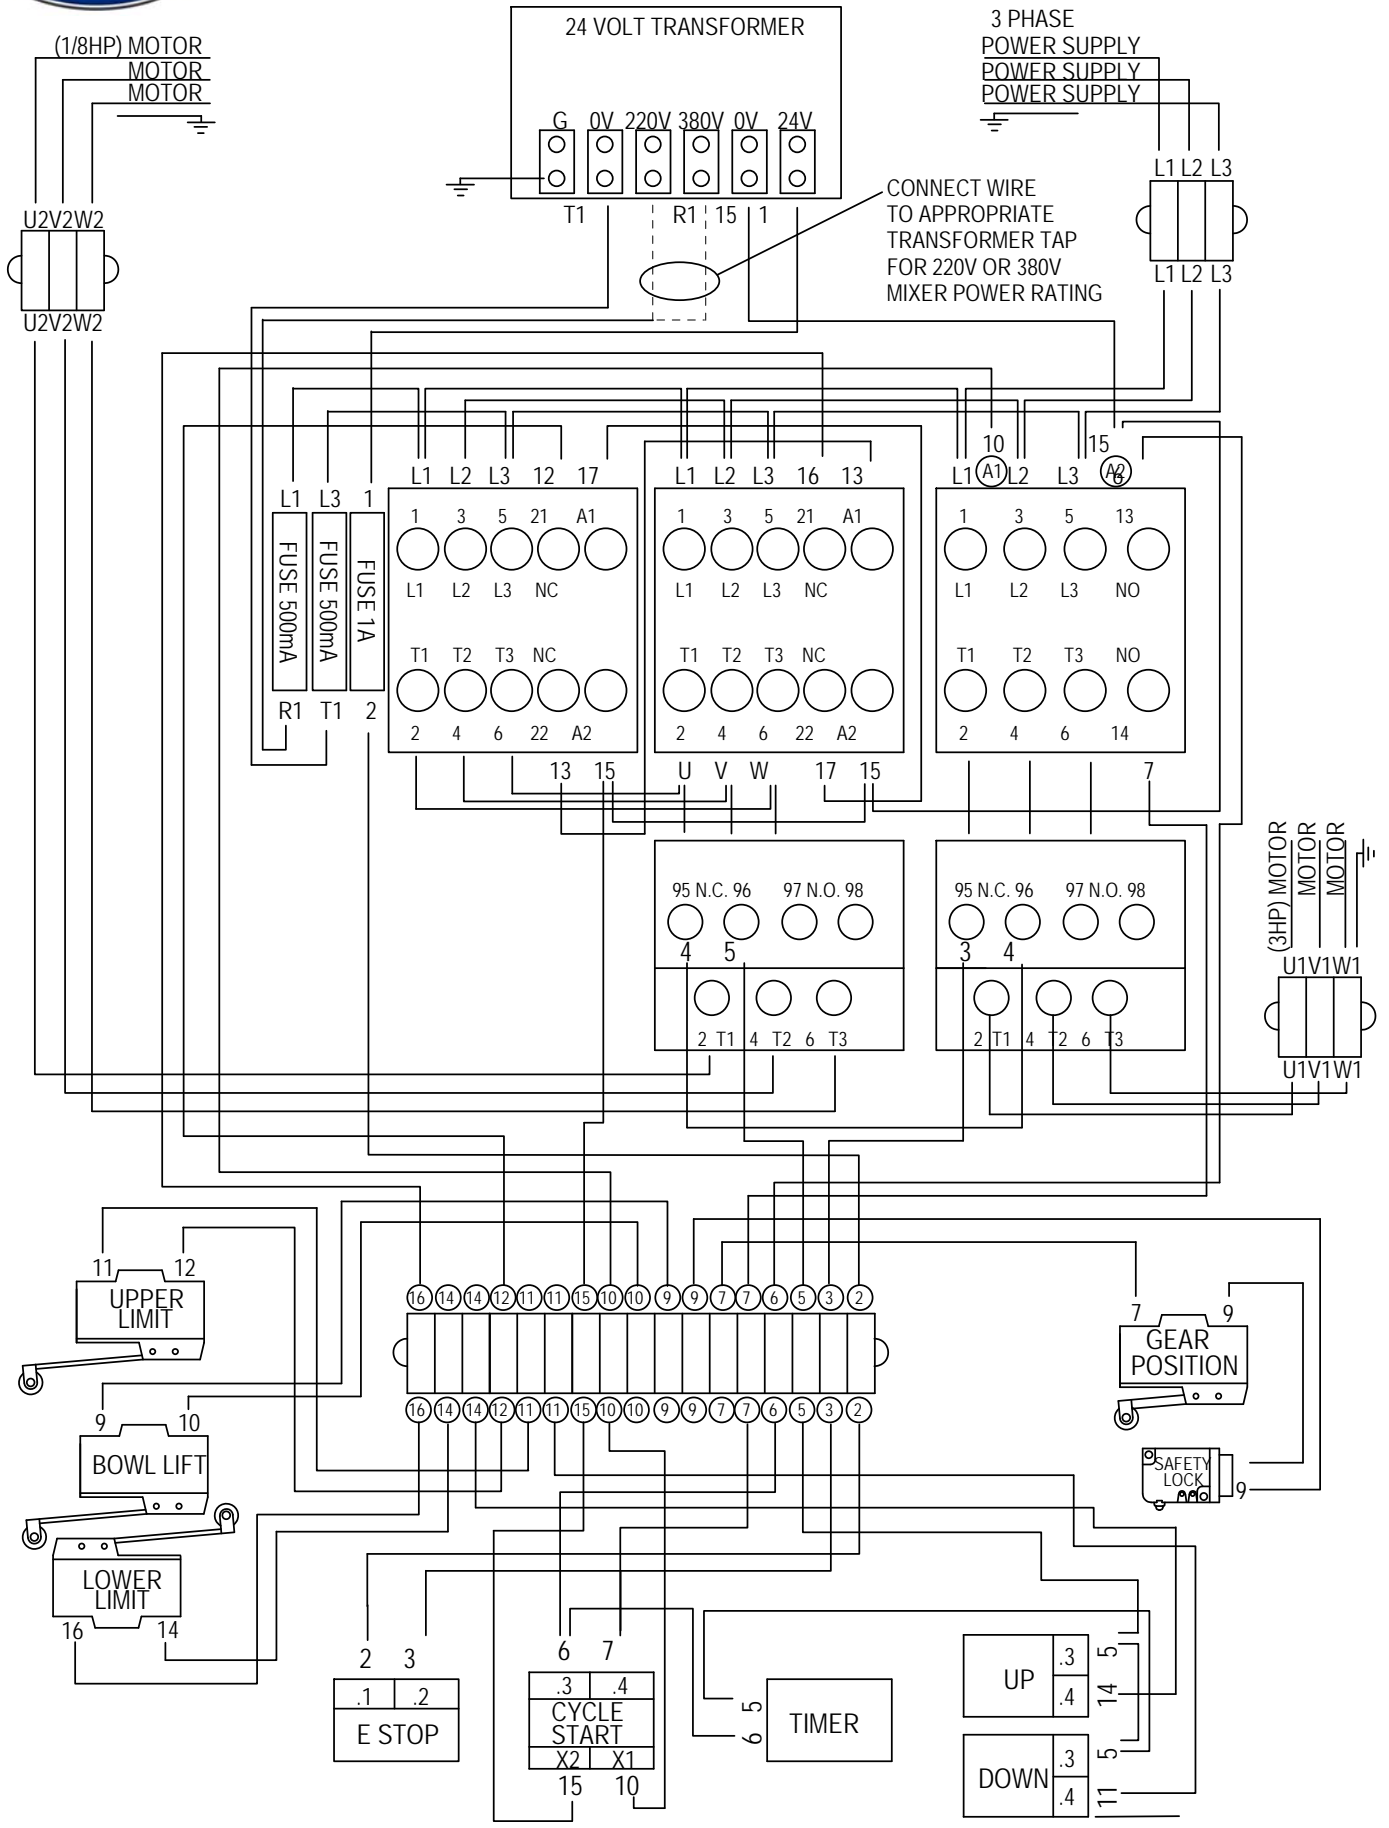 24 VOLT TRANSFORMER
3 PHASE
(1/8HP) MOTOR
POWER SUPPLY
MOTOR
POWER SUPPLY
MOTOR
POWER SUPPLY
G 0V 220V 380V 0V 24V
L1 L2 L3
CONNECT WIRE
TO APPROPRIATE
TRANSFORMER TAP
FOR 220V OR 380V
MIXER POWER RATING
T1 R1 15 1
U2V2W2
L1 L2 L3
U2V2W2
10 15
L1 L2 L3 12 17
L1 L2 L3 16 13
L1 A1 L2 L3 A2 6
L1 L3 1
FUSE 500mA
FUSE 500mA
FUSE 1A
R1 T1 2
1 3 5 21 A1
L1 L2 L3 NC
T1 T2 T3 NC
2 4 6 22 A2
13 15
1 3 5 21 A1
L1 L2 L3 NC
T1 T2 T3 NC
2 4 6 22 A2
U V W 17 15
1 3 5 13
L1 L2 L3 NO
T1 T2 T3 NO
2 4 6 14
7
95 N.C. 96 97 N.O. 98
4 5
2 T1 4 T2 6 T3
95 N.C. 96 97 N.O. 98
3 4
2 T1 4 T2 6 T3
(3HP) MOTOR
MOTOR
MOTOR
U1V1W1
U1V1W1
11 12
UPPER
LIMIT
9 10
BOWL LIFT
LOWER
LIMIT
16 14
16 14 14 12 11 11 15 10 10 9 9 7 7 6 5 3 2
16 14 14 12 11 11 15 10 10 9 9 7 7 6 5 3 2
7 9
GEAR
POSITION
SAFETY
LOCK
9
2 3
.1 .2
E STOP
6 7
.3 .4
CYCLE
START
X2 X1
15 10
5
6
TIMER
UP
.3 5
.4 14
DOWN
.3 5
.4 11